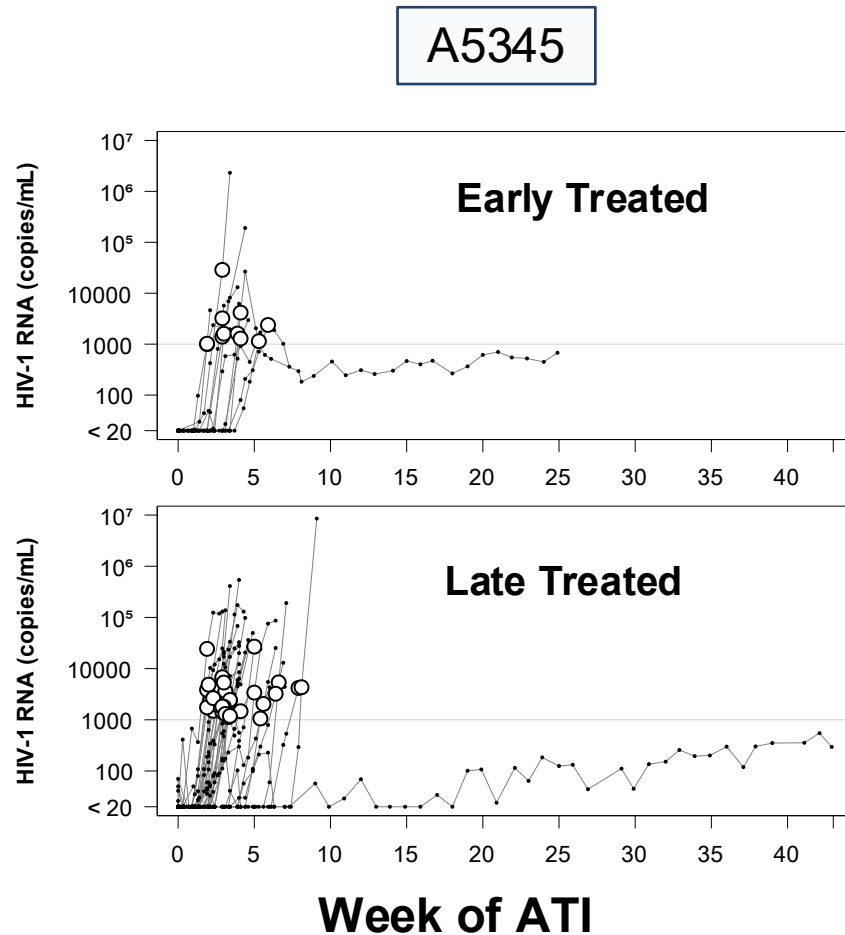 A5345
HIV-1 RNA (copies/mL)
10⁷
10⁶
10⁵
10000
1000
100
< 20
Early Treated
0 5 10 15 20 25 30 35 40
HIV-1 RNA (copies/mL)
10⁷
10⁶
10⁵
10000
1000
100
< 20
Late Treated
0 5 10 15 20 25 30 35 40
Week of ATI